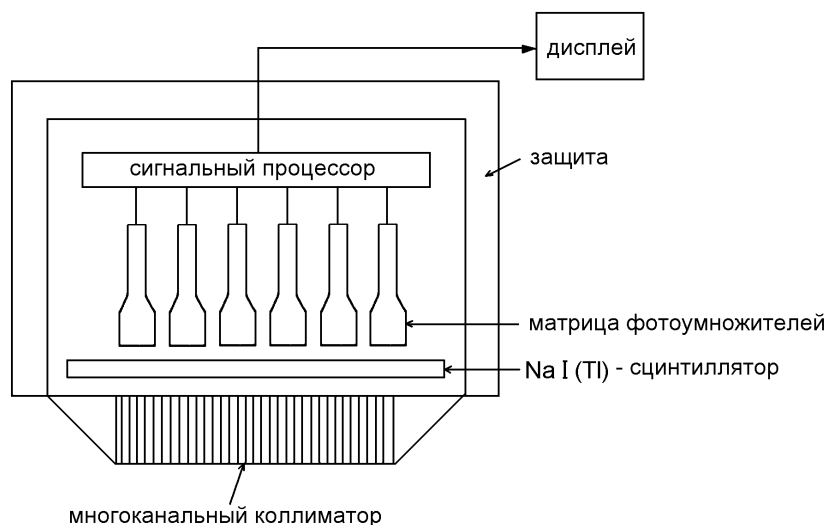 дисплей
сигнальный процессор
защита
матрица фотоумножителей
Na I (Tl) - сцинтиллятор
многоканальный коллиматор